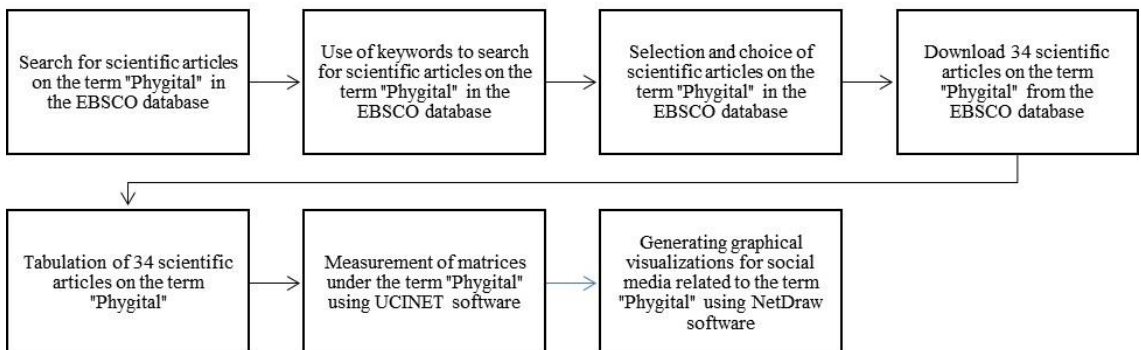 Search for scientific articles
on the term "Phygital" in
the EBSCO database
Use of keywords to search
for scientific articles on the
term "Phygital" in the
EBSCO database
Selection and choice of
scientific articles on the
term "Phygital" in the
EBSCO database
Download 34 scientific
articles on the term
"Phygital" from the
EBSCO database
Tabulation of 34 scientific
articles on the term
"Phygital"
Measurement of matrices
under the term "Phygital"
using UCINET software
Generating graphical
visualizations for social
media related to the term
"Phygital" using NetDraw
software